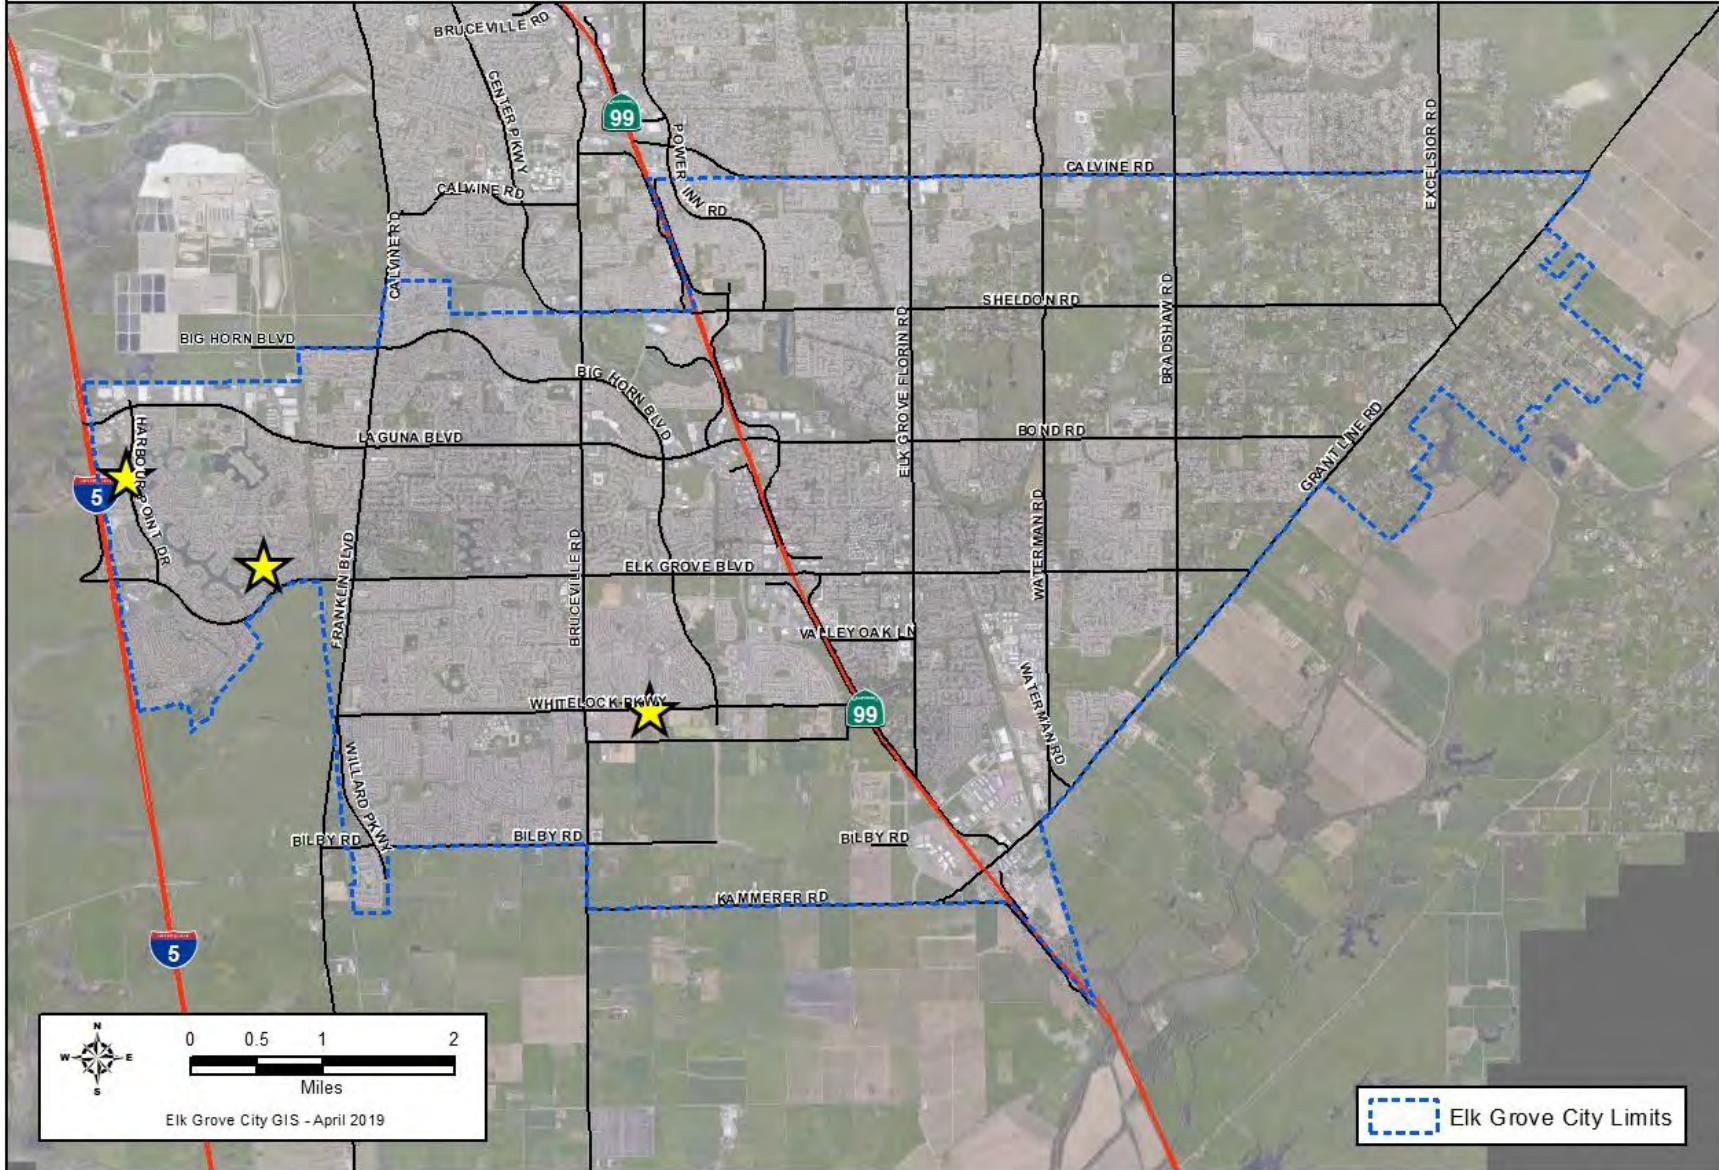 BRUCEVILLE RD
CENTER PKWY
99
POWER INN RD
EXCELSIOR RD
CALVINE RD
CALVINE RD
CALVINE RD
SHELDON RD
BRADSHAW RD
ELK GROVE FLORIN RD
BIG HORN BLVD
BIG HORN BLVD
HARBOUR POINT DR
LAGUNA BLVD
BOND RD
GRANT LINE RD
5
WATERMAN RD
FRANKLIN BLVD
BRUCEVILLE RD
ELK GROVE BLVD
VALLEY OAK LN
WATERMAN RD
WHITELOCK PKWY
99
WILLARD PKWY
BILBY RD
BILBY RD
BILBY RD
KAMMERER RD
5
N
W E
S
0 0.5 1 2
Miles
Elk Grove City GIS - April 2019
Elk Grove City Limits